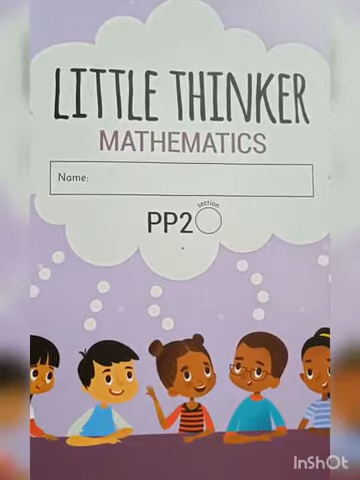 LITTLE THINKER
MATHEMATICS
Name:
section
PP2
InShOt